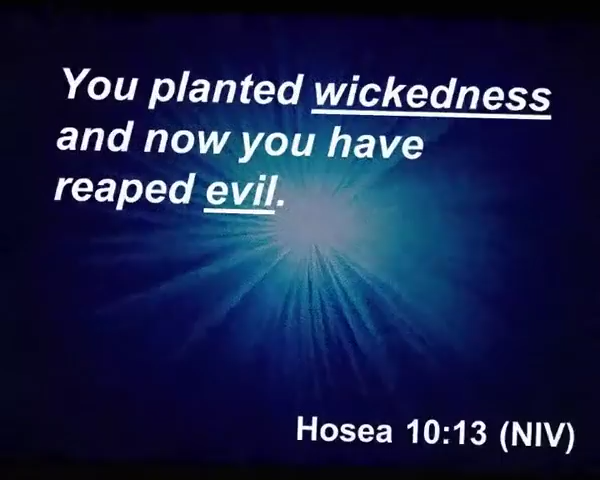 You planted wickedness
and now you have
reaped evil.
Hosea 10:13 (NIV)